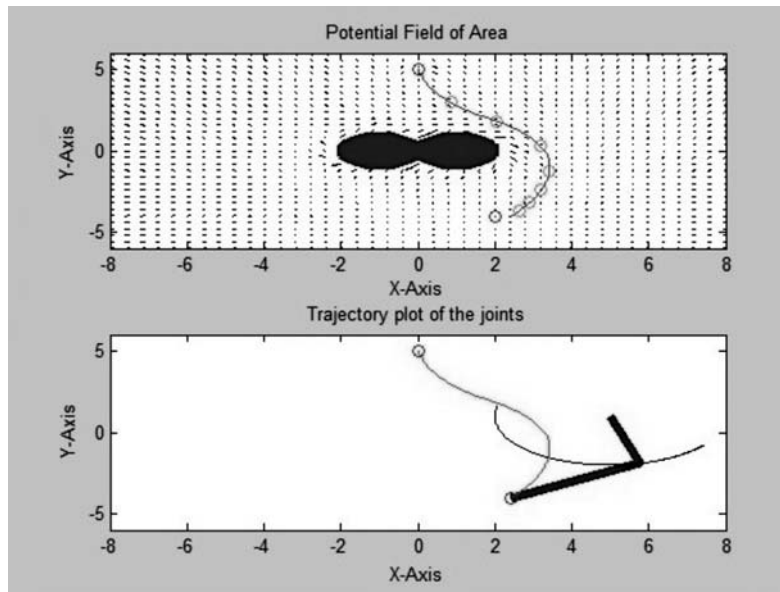 Potential Field of Area
Y-Axis
5
0
-5
-8 -6 -4 -2 0 2 4 6 8
X-Axis
Trajectory plot of the joints
Y-Axis
5
0
-5
-8 -6 -4 -2 0 2 4 6 8
X-Axis